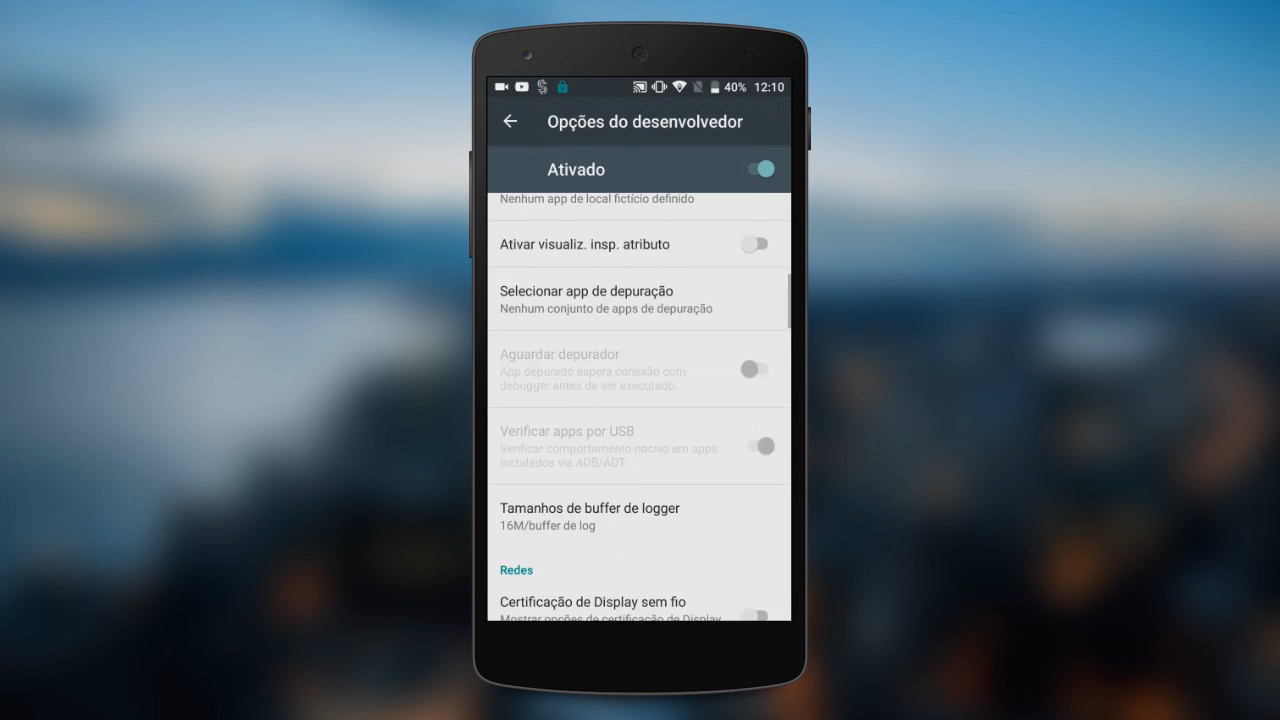 40% 12:10
Opções do desenvolvedor
Ativado
Nenhum app de local fictício definido
Ativar visualiz. insp. atributo
Selecionar app de depuração
Nenhum conjunto de apps de depuração
Aguardar depurador
App depurado espera conexão com
debugger antes de ser executado.
Verificar apps por USB
Verificar comportamento nocivo em apps
instalados via ADB/ADT.
Tamanhos de buffer de logger
16M/buffer de log
Redes
Certificação de Display sem fio
Mostrar opções de certificação de Display